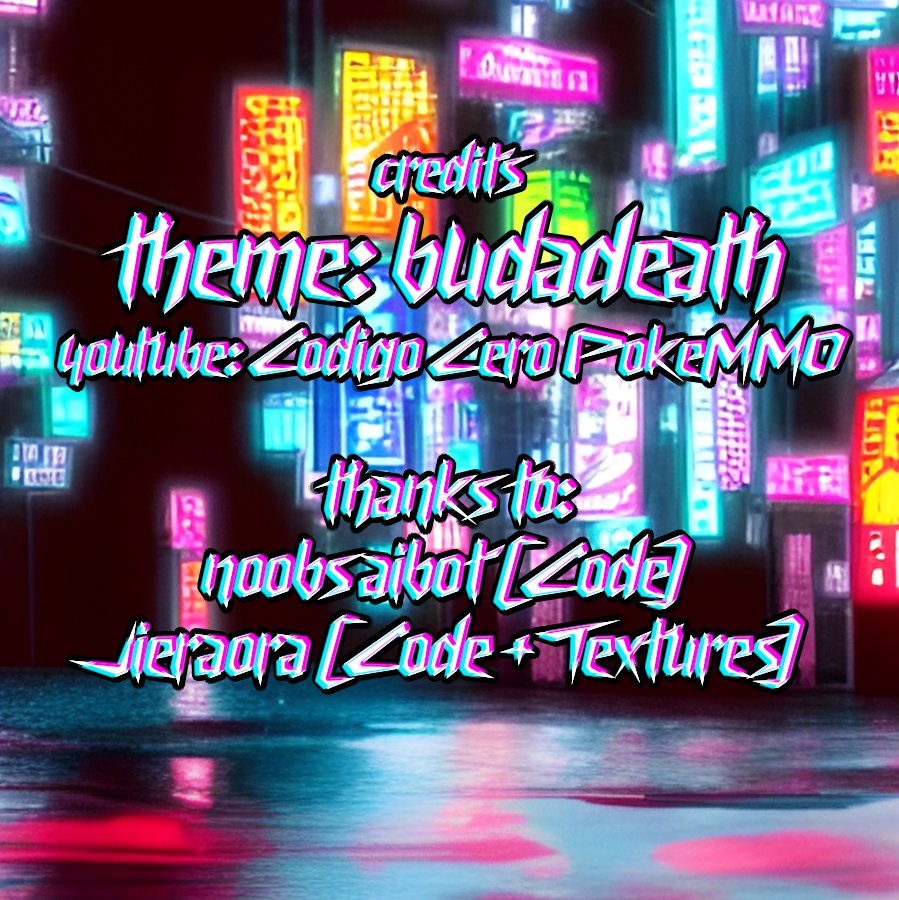 credits
theme: budadeath
youtube: Codigo Cero PokeMMO
thanks to:
noobsaibot [Code]
Jieraora [Code + Textures]